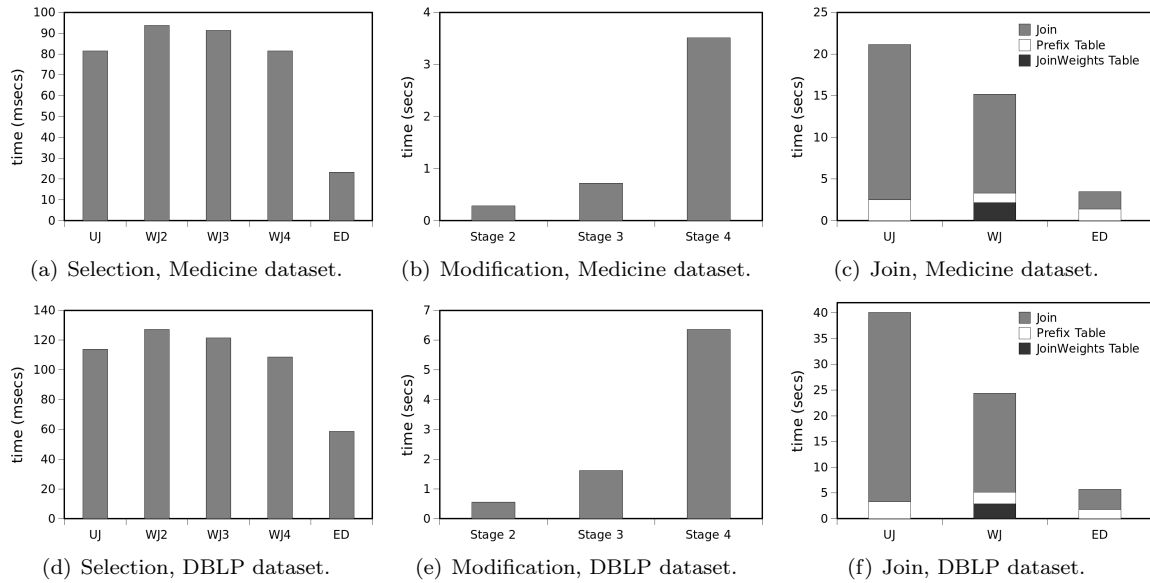 100
90
80
70
60
50
40
30
20
10
0
time (msecs)
UJ WJ2 WJ3 WJ4 ED
(a) Selection, Medicine dataset.
4
3
2
1
0
time (secs)
Stage 2 Stage 3 Stage 4
(b) Modification, Medicine dataset.
25
20
15
10
5
0
time (secs)
Join
Prefix Table
JoinWeights Table
UJ WJ ED
(c) Join, Medicine dataset.
140
120
100
80
60
40
20
0
time (msecs)
UJ WJ2 WJ3 WJ4 ED
(d) Selection, DBLP dataset.
7
6
5
4
3
2
1
0
time (secs)
Stage 2 Stage 3 Stage 4
(e) Modification, DBLP dataset.
40
35
30
25
20
15
10
5
0
time (secs)
Join
Prefix Table
JoinWeights Table
UJ WJ ED
(f) Join, DBLP dataset.